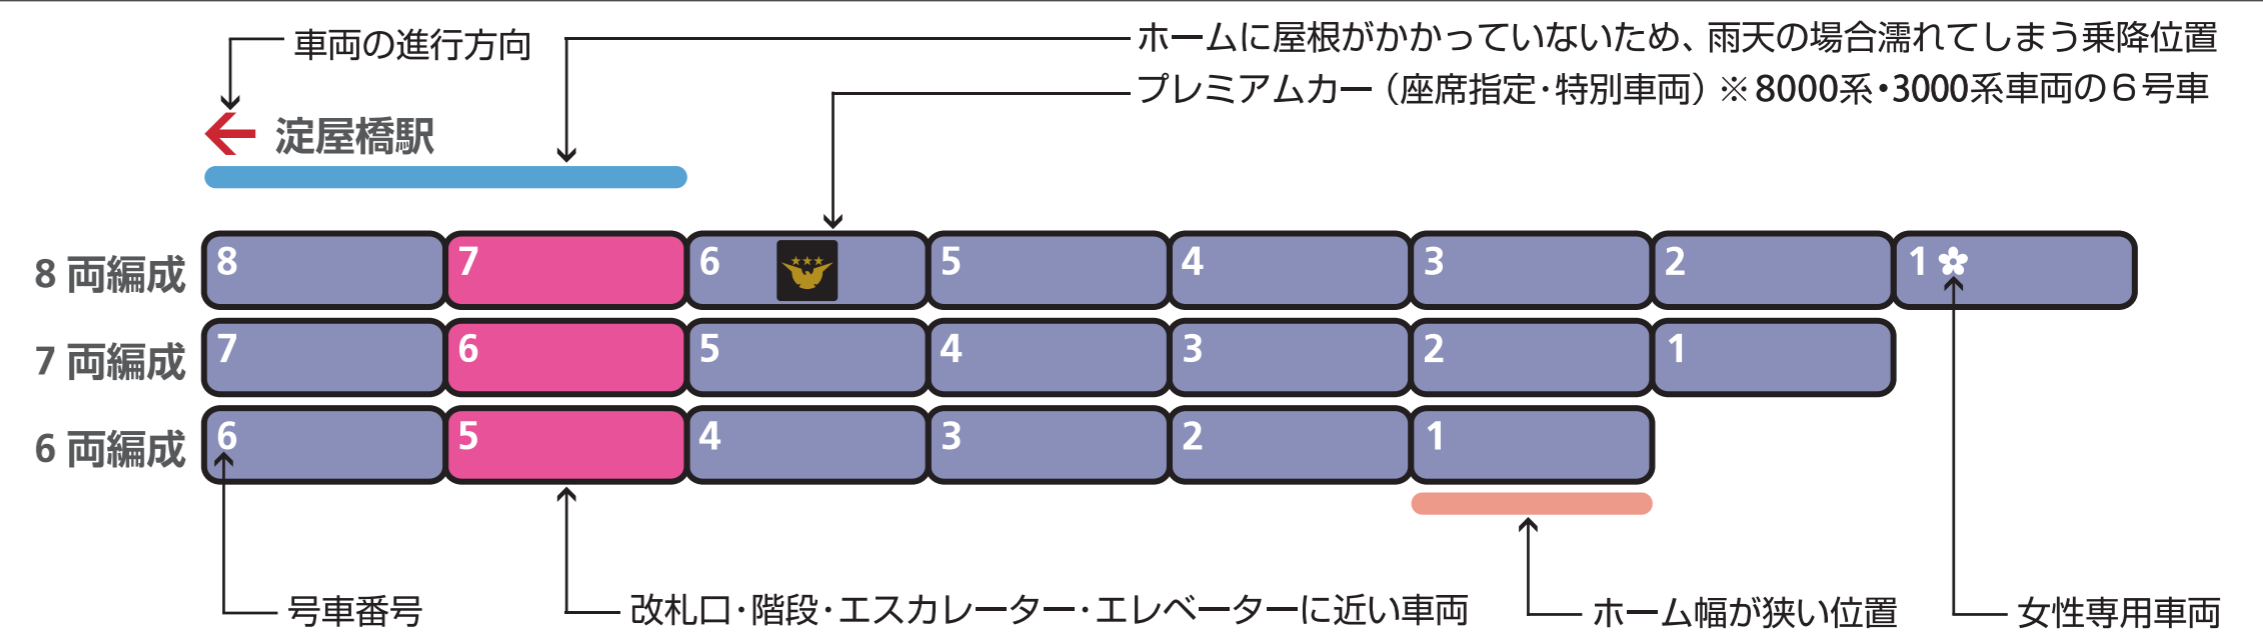 車両の進行方向
ホームに屋根がかかっていないため、雨天の場合濡れてしまう乗降位置
プレミアムカー（座席指定・特別車両）※8000系・3000系車両の６号車
淀屋橋駅
8 両編成 8 7 6 5 4 3 2 1
7 両編成 7 6 5 4 3 2 1
6 両編成 6 5 4 3 2 1
号車番号
改札口・階段・エスカレーター・エレベーターに近い車両
ホーム幅が狭い位置
女性専用車両